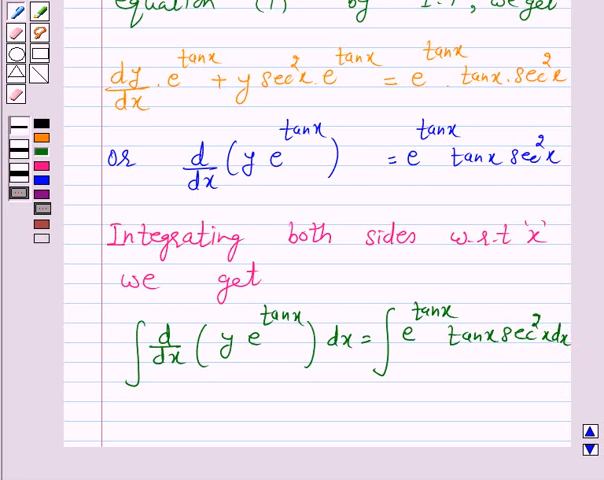 equation (1) by I.F, we get
dy/dx . e^tanx + y sec²x . e^tanx = e^tanx . tanx . sec²x
or d/dx (y e^tanx) = e^tanx tanx sec²x
Integrating both sides w.r.t 'x'
we get
∫ d/dx (y e^tanx) dx = ∫ e^tanx tanx sec²x dx